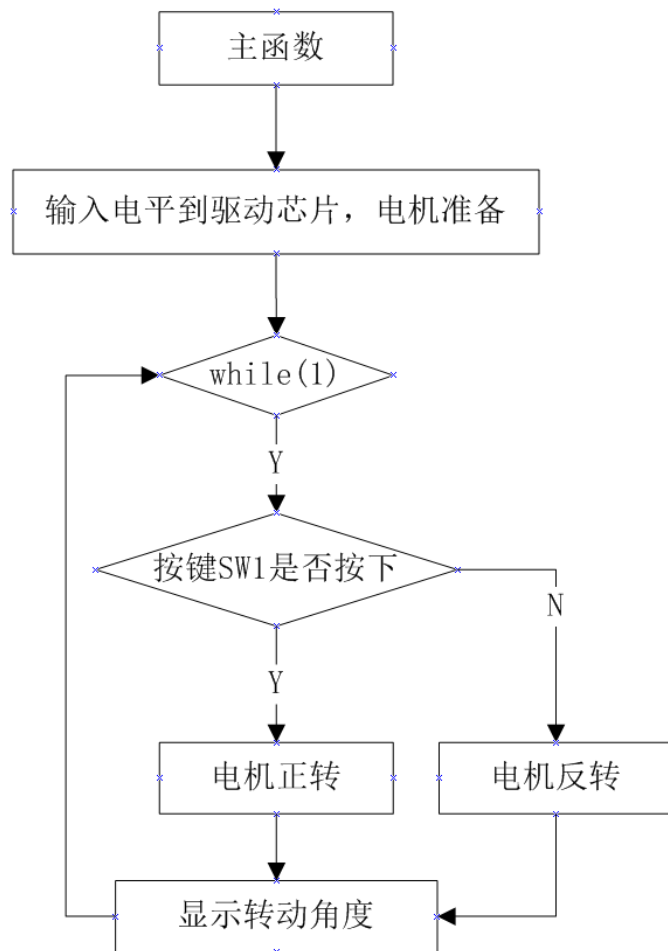 主函数
输入电平到驱动芯片，电机准备
while(1)
Y
按键SW1是否按下
N
Y
电机正转
电机反转
显示转动角度